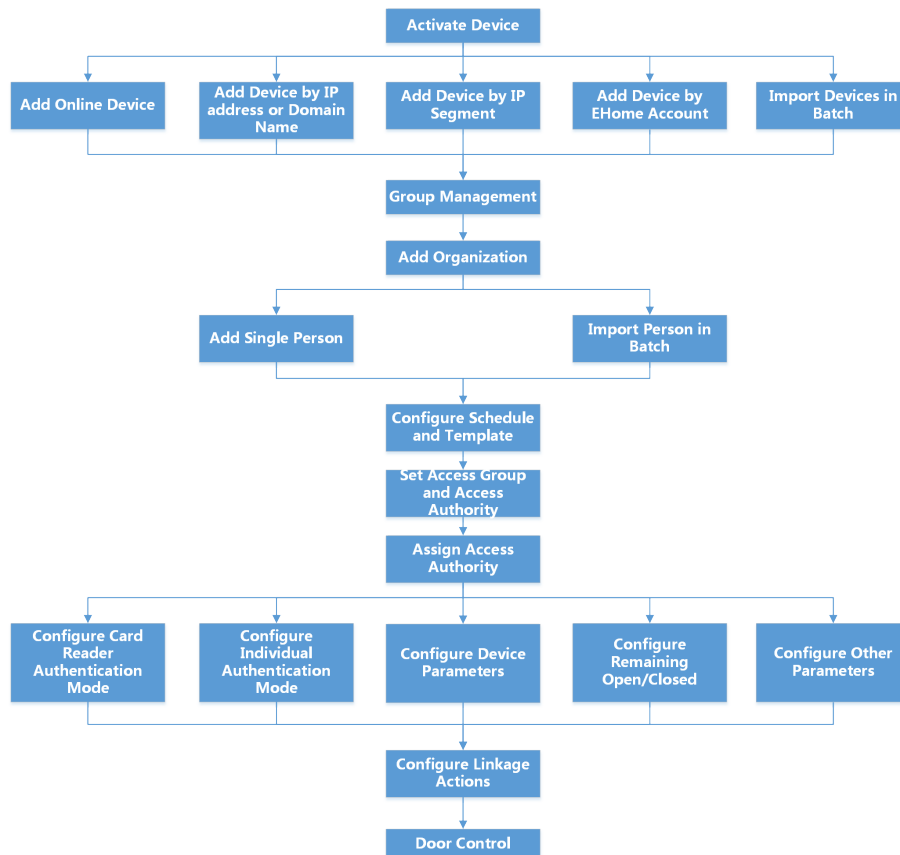 Activate Device
Add Online Device
Add Device by IP
address or Domain
Name
Add Device by IP
Segment
Add Device by
EHome Account
Import Devices in
Batch
Group Management
Add Organization
Add Single Person
Import Person in
Batch
Configure Schedule
and Template
Set Access Group
and Access
Authority
Assign Access
Authority
Configure Card
Reader
Authentication
Mode
Configure
Individual
Authentication
Mode
Configure Device
Parameters
Configure
Remaining
Open/Closed
Configure Other
Parameters
Configure Linkage
Actions
Door Control